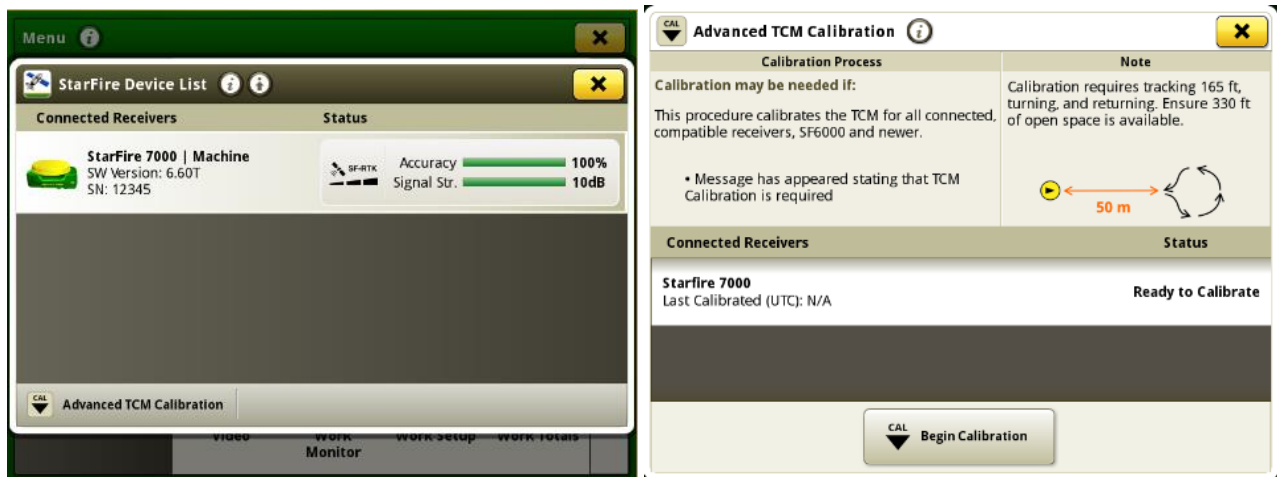 Menu
StarFire Device List
Connected Receivers Status
StarFire 7000 | Machine
SW Version: 6.60T
SN: 12345
SF-RTK
Accuracy 100%
Signal Str. 10dB
CAL
Advanced TCM Calibration
Video Work Monitor Work Setup Work Totals
CAL
Advanced TCM Calibration
Calibration Process
Calibration may be needed if:
This procedure calibrates the TCM for all connected,
compatible receivers, SF6000 and newer.
• Message has appeared stating that TCM
Calibration is required
Note
Calibration requires tracking 165 ft,
turning, and returning. Ensure 330 ft
of open space is available.
50 m
Connected Receivers Status
Starfire 7000
Last Calibrated (UTC): N/A
Ready to Calibrate
CAL
Begin Calibration